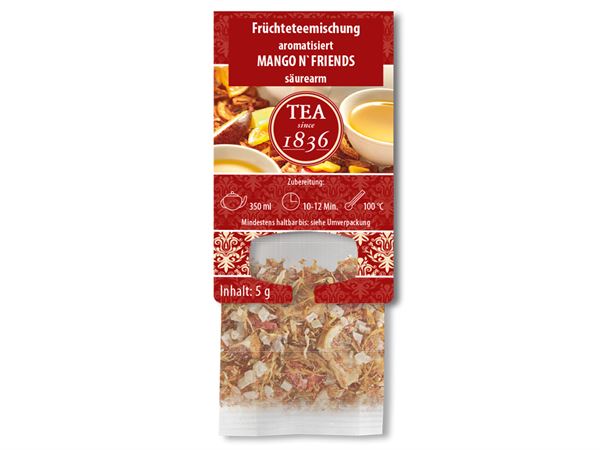 Früchteteemischung
aromatisiert
MANGO N`FRIENDS
säurearm
TEA
since
1836
Zubereitung:
350 ml 10-12 Min. 100 °C
Mindestens haltbar bis: siehe Umverpackung
Inhalt: 5 g